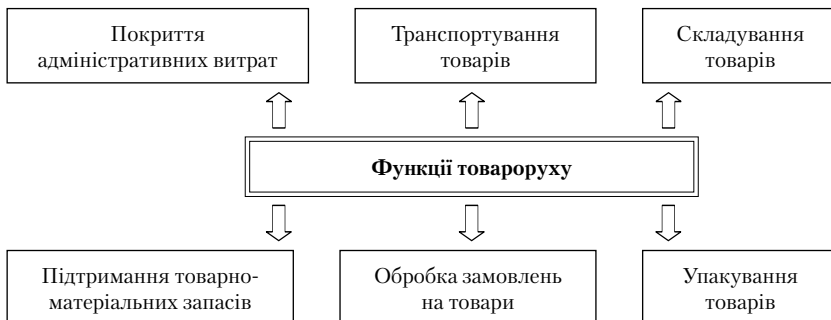 Покриття
адміністративних витрат
Транспортування
товарів
Складування
товарів
Функції товароруху
Підтримання товарно-
матеріальних запасів
Обробка замовлень
на товари
Упакування
товарів